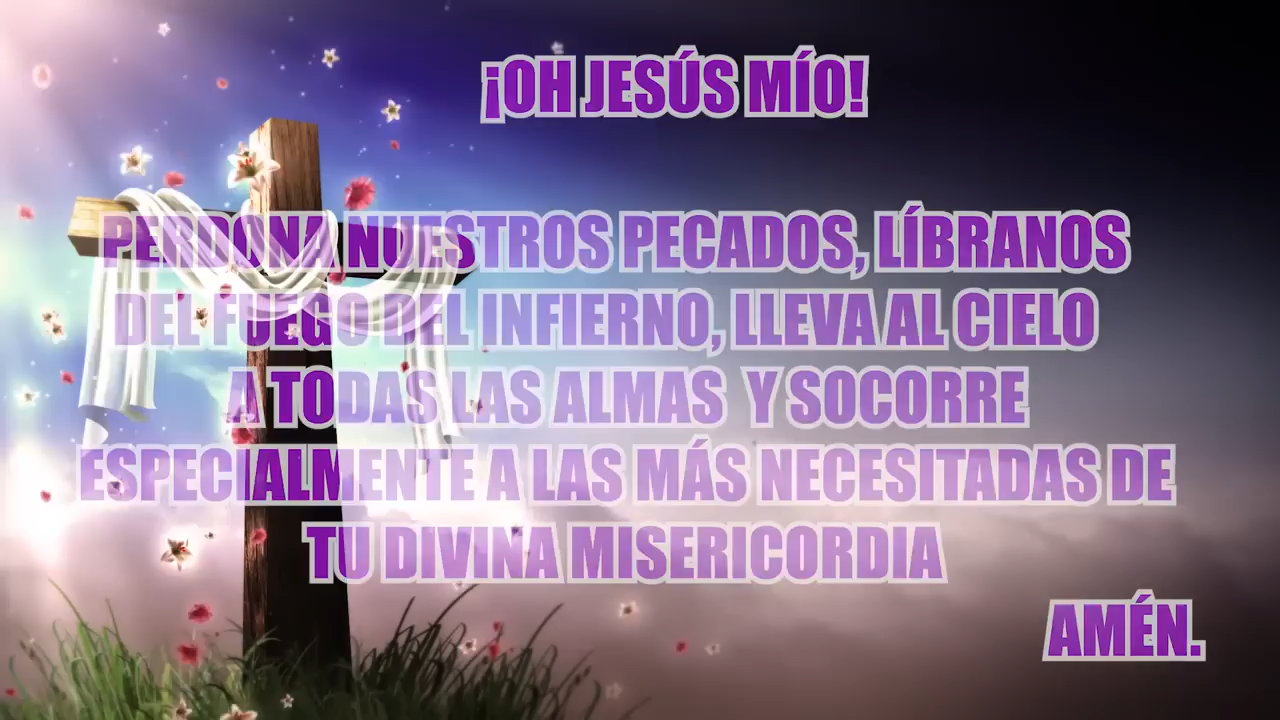 ¡OH JESÚS MÍO!
PERDONA NUESTROS PECADOS, LÍBRANOS
DEL FUEGO DEL INFIERNO, LLEVA AL CIELO
A TODAS LAS ALMAS Y SOCORRE
ESPECIALMENTE A LAS MÁS NECESITADAS DE
TU DIVINA MISERICORDIA
AMÉN.